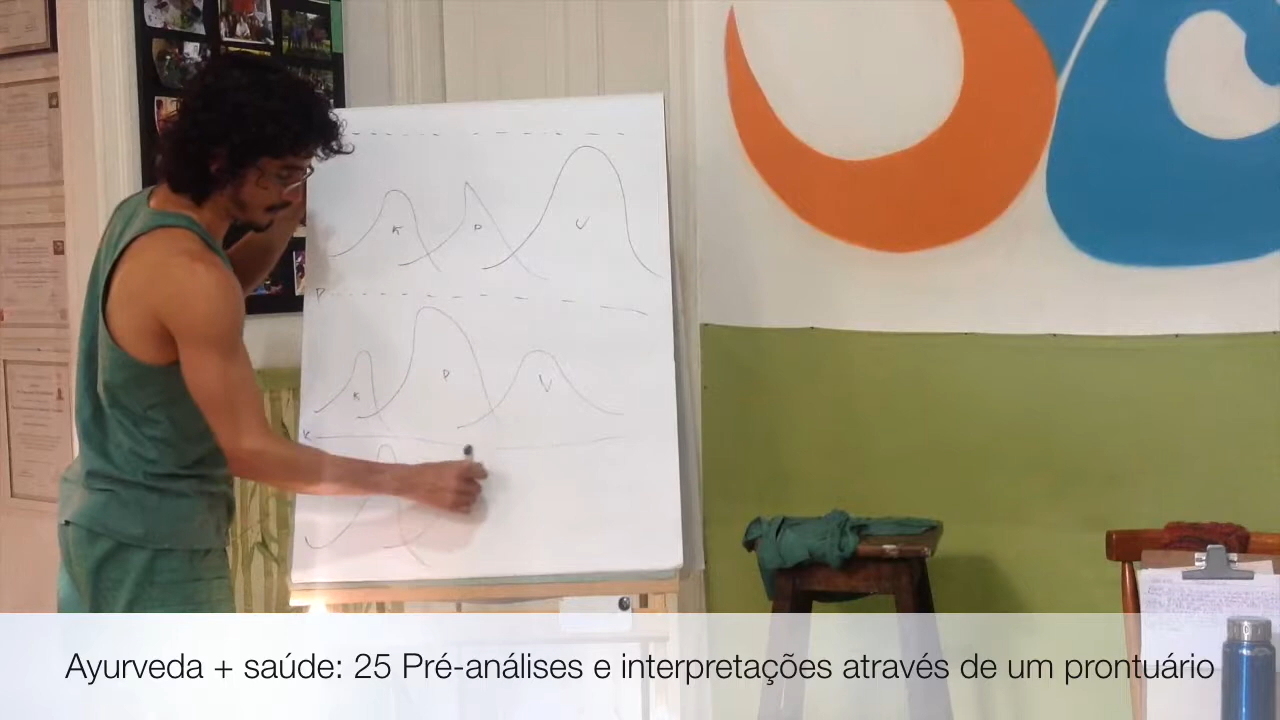 K P V
P
K P V
K
Ayurveda + saúde: 25 Pré-análises e interpretações através de um prontuário